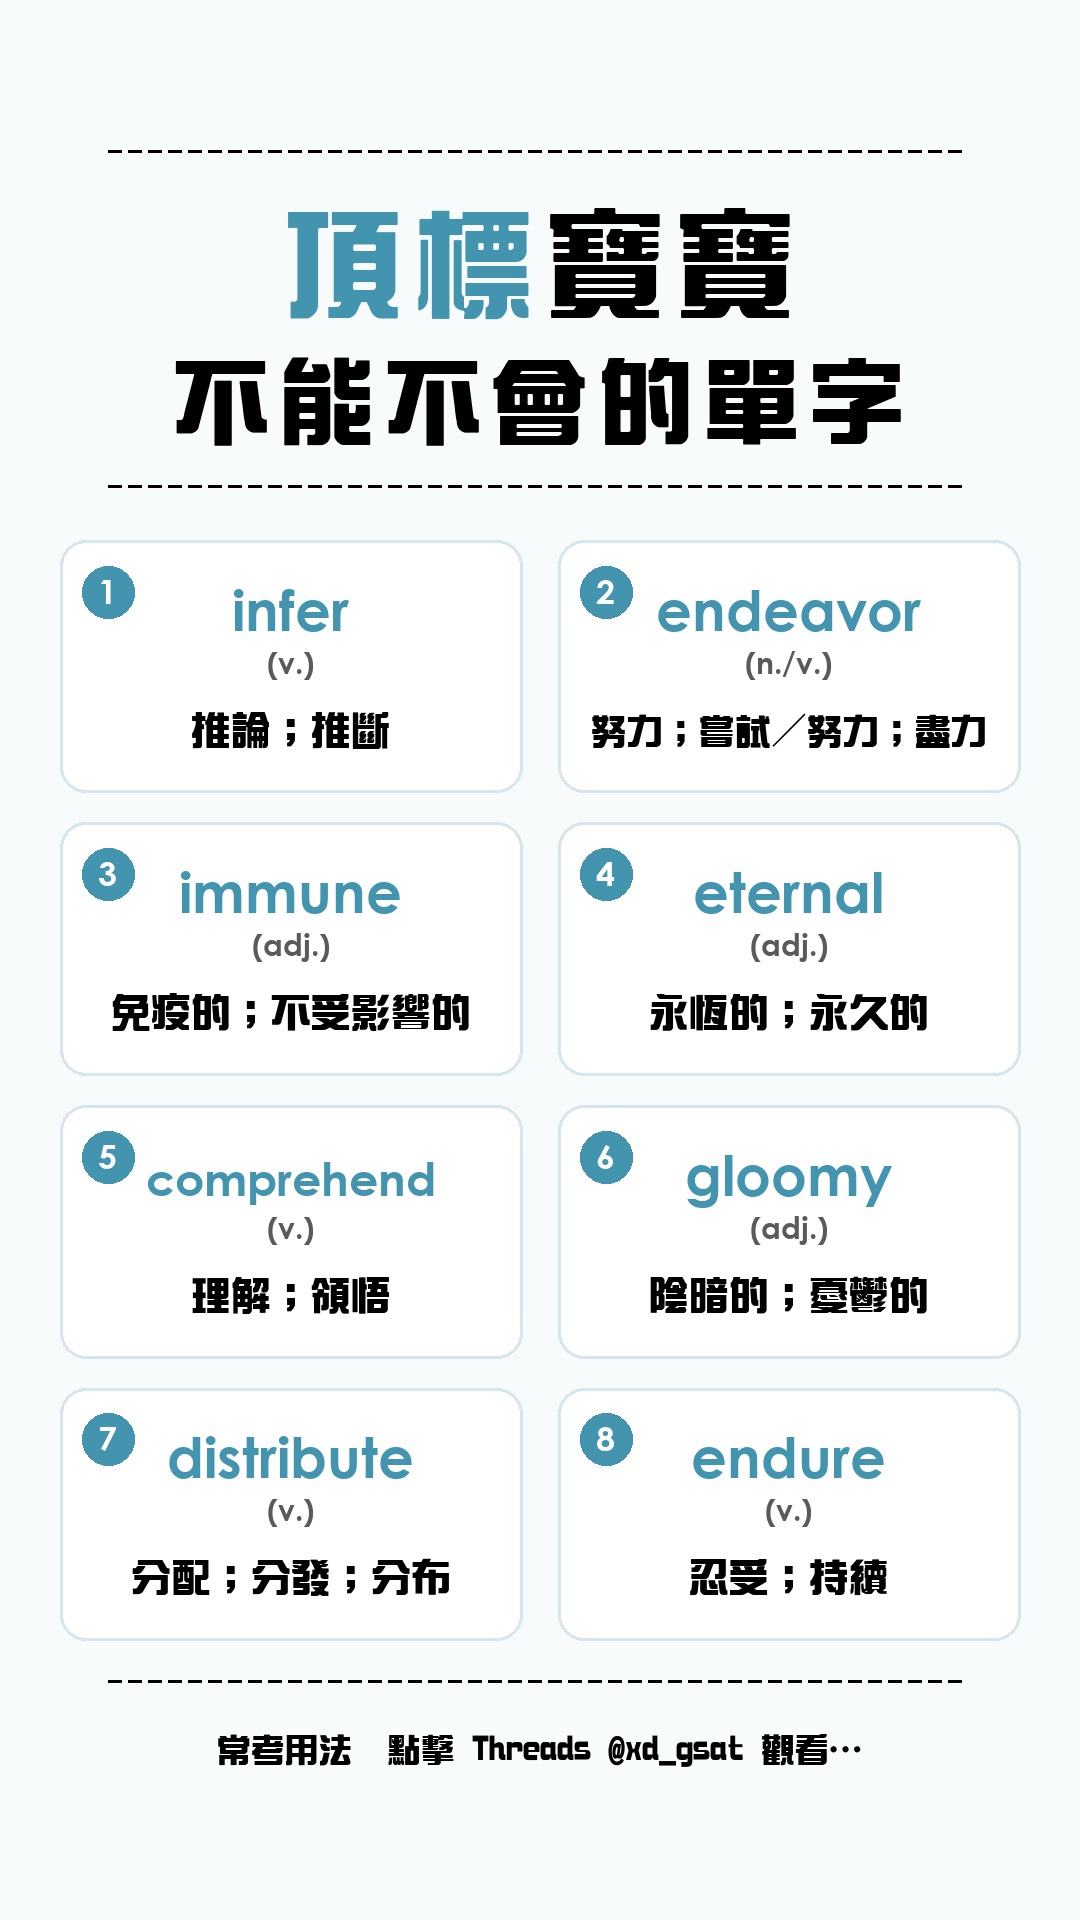 頂標寶寶
不能不會的單字
1
infer
(v.)
推論；推斷
2
endeavor
(n./v.)
努力；嘗試／努力；盡力
3
immune
(adj.)
免疫的；不受影響的
4
eternal
(adj.)
永恆的；永久的
5
comprehend
(v.)
理解；領悟
6
gloomy
(adj.)
陰暗的；憂鬱的
7
distribute
(v.)
分配；分發；分布
8
endure
(v.)
忍受；持續
常考用法　點擊 Threads @xd_gsat 觀看…